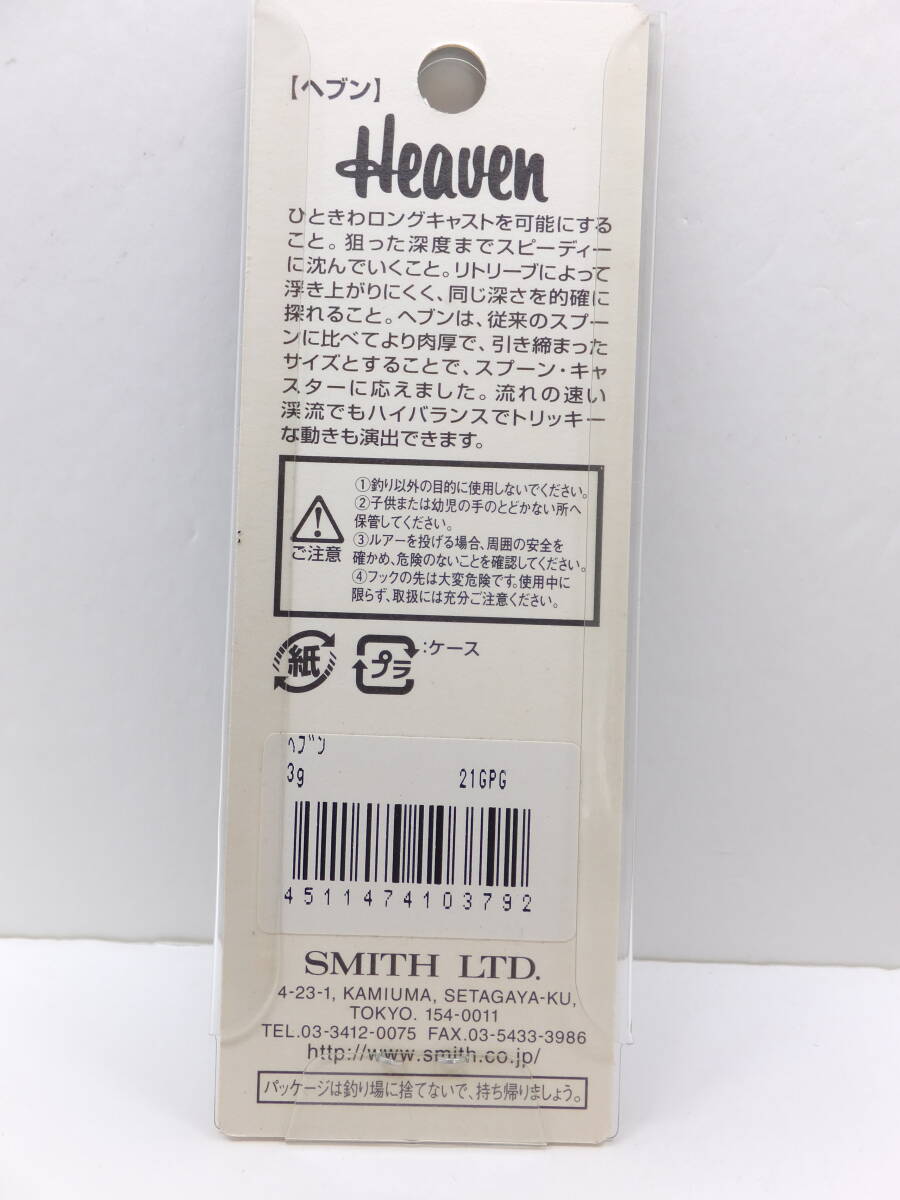 【ヘブン】
Heaven
ひときわロングキャストを可能にする
こと。狙った深度までスピーディー
に沈んでいくこと。リトリーブによって
浮き上がりにくく、同じ深さを的確に
探れること。ヘブンは、従来のスプー
ンに比べてより肉厚で、引き締まった
サイズとすることで、スプーン・キャ
スターに応えました。流れの速い
渓流でもハイバランスでトリッキー
な動きも演出できます。
ご注意
①釣り以外の目的に使用しないでください。
②子供または幼児の手のとどかない所へ
保管してください。
③ルアーを投げる場合、周囲の安全を
確かめ、危険のないことを確認してください。
④フックの先は大変危険です。使用中に
限らず、取扱には充分ご注意ください。
紙 プラ :ケース
ヘブン
3g 21GPG
4511474103792
SMITH LTD.
4-23-1, KAMIUMA, SETAGAYA-KU,
TOKYO. 154-0011
TEL.03-3412-0075 FAX.03-5433-3986
http://www.smith.co.jp/
パッケージは釣り場に捨てないで、持ち帰りましょう。